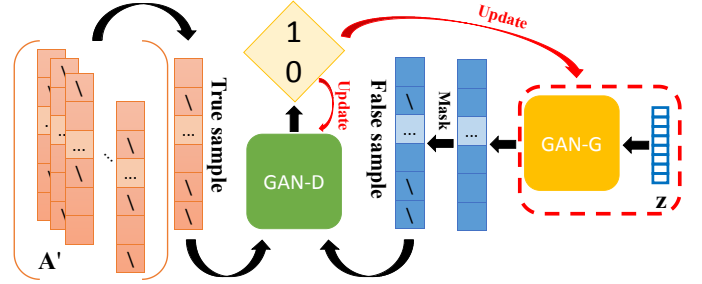 A'
\
...
\
...
\
\
...
\
\
...
\
...
\
\
True sample
1
0
Update
GAN-D
Update
False sample
\
...
\
\
Mask
...
GAN-G
z